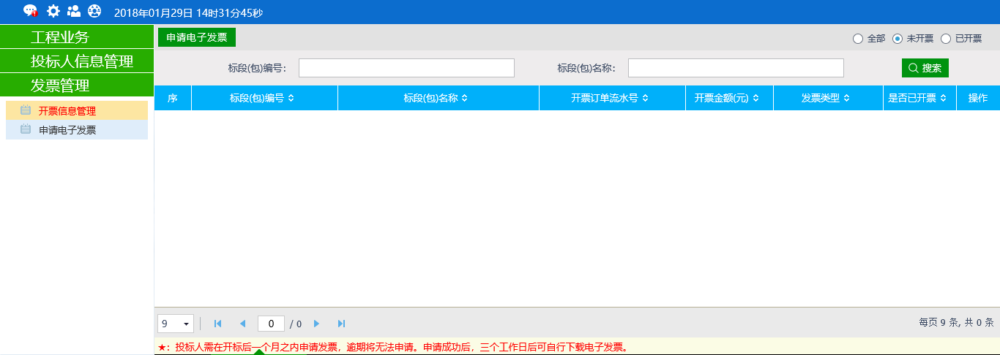 2018年01月29日 14时31分45秒
工程业务
投标人信息管理
发票管理
开票信息管理
申请电子发票
申请电子发票
全部 未开票 已开票
标段(包)编号： 标段(包)名称： 搜索
序 标段(包)编号 标段(包)名称 开票订单流水号 开票金额(元) 发票类型 是否已开票 操作
9 0 / 0 每页 9 条, 共 0 条
★：投标人需在开标后一个月之内申请发票，逾期将无法申请。申请成功后，三个工作日后可自行下载电子发票。